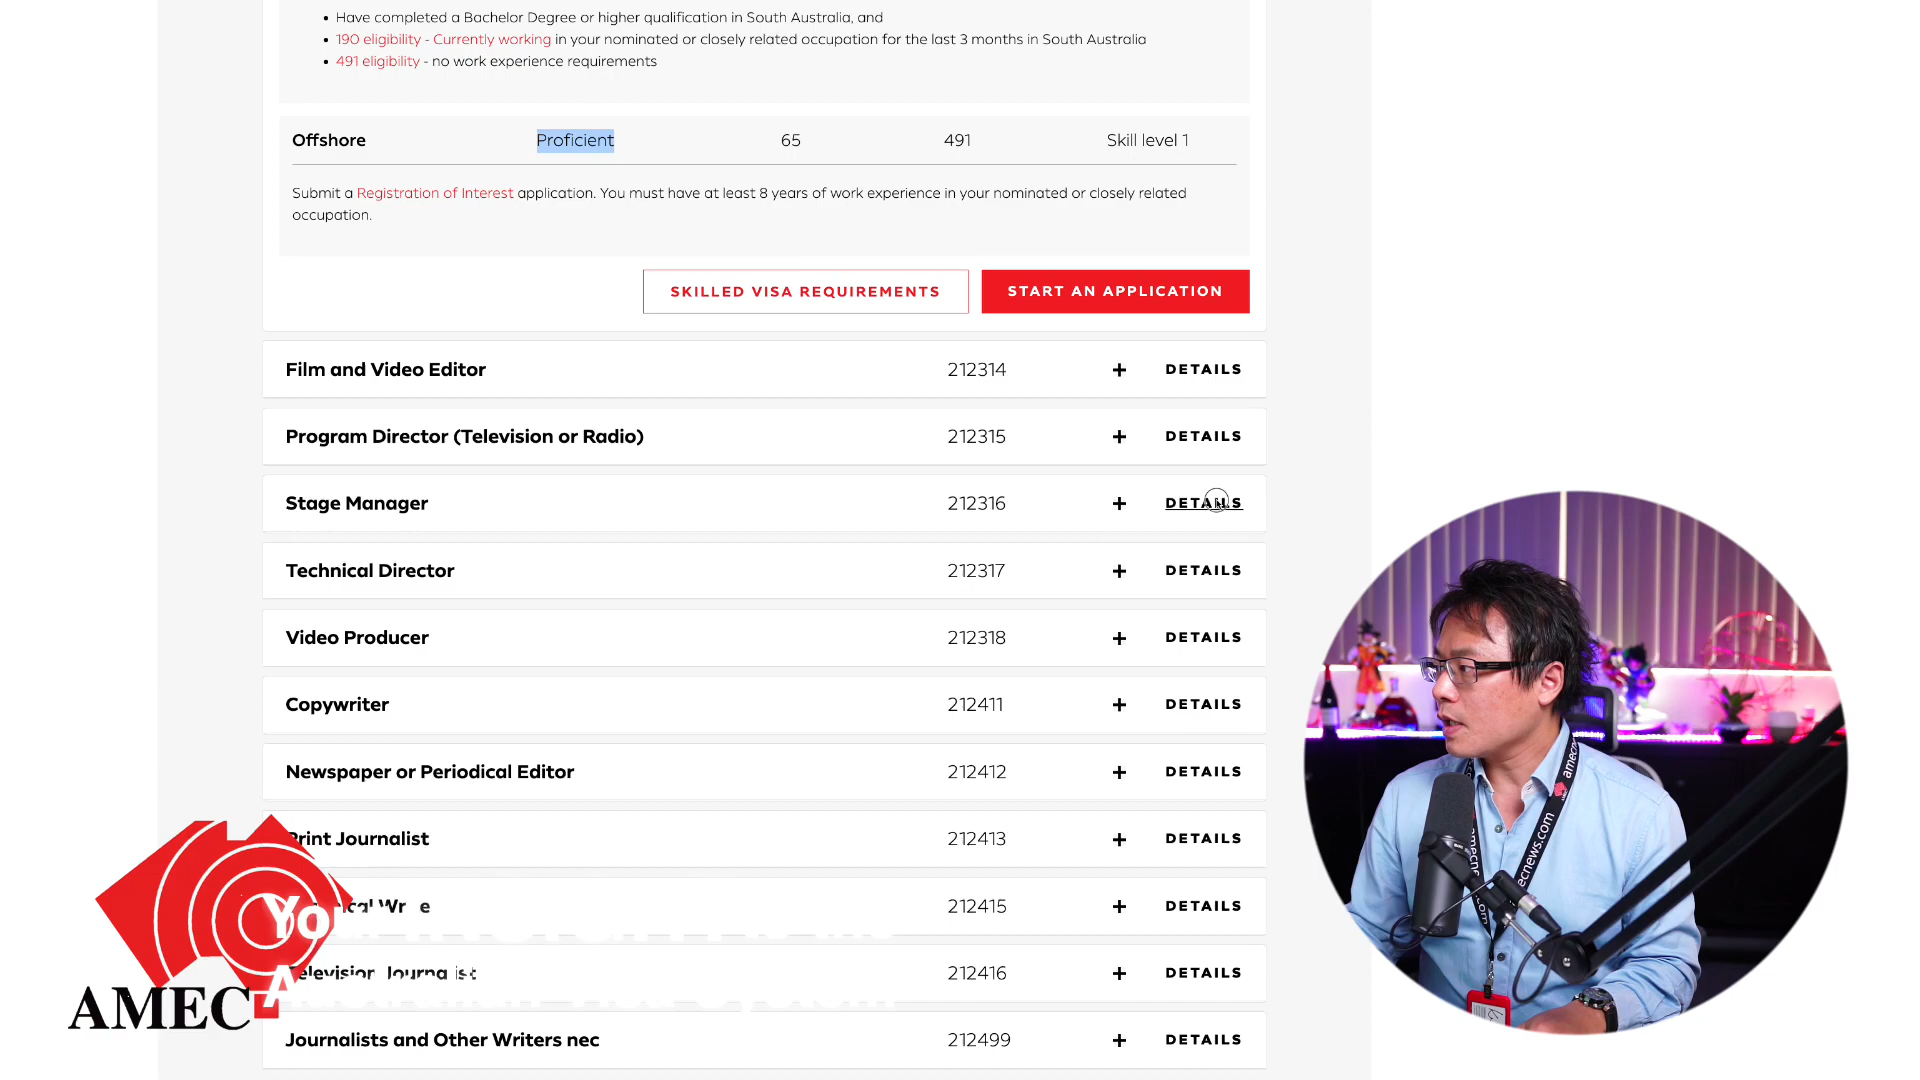 Have completed a Bachelor Degree or higher qualification in South Australia, and
190 eligibility - Currently working in your nominated or closely related occupation for the last 3 months in South Australia
491 eligibility - no work experience requirements
Offshore Proficient 65 491 Skill level 1
Submit a Registration of Interest application. You must have at least 8 years of work experience in your nominated or closely related
occupation.
SKILLED VISA REQUIREMENTS START AN APPLICATION
Film and Video Editor 212314 + DETAILS
Program Director (Television or Radio) 212315 + DETAILS
Stage Manager 212316 + DETAILS
Technical Director 212317 + DETAILS
Video Producer 212318 + DETAILS
Copywriter 212411 + DETAILS
Newspaper or Periodical Editor 212412 + DETAILS
Print Journalist 212413 + DETAILS
212415 + DETAILS
Television Journalist 212416 + DETAILS
Journalists and Other Writers nec 212499 + DETAILS
AMEC
amecnews.com